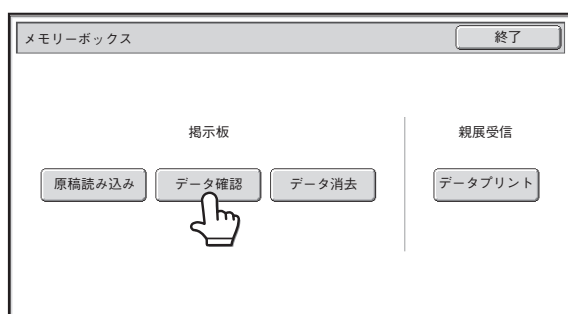 メモリーボックス 終了
掲示板 親展受信
原稿読み込み データ確認 データ消去 データプリント